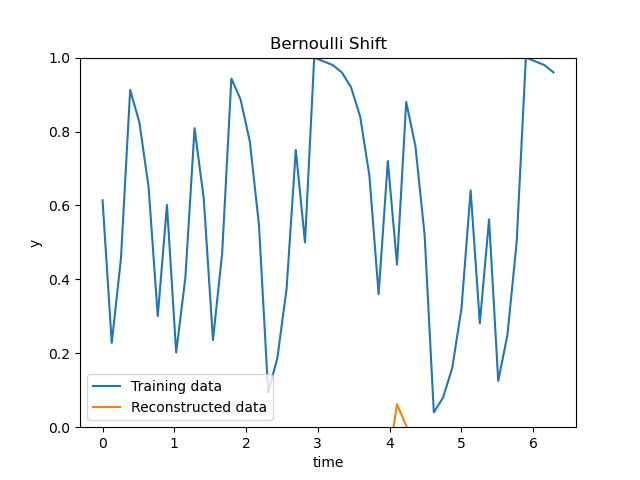 Bernoulli Shift
1.0
0.8
0.6
0.4
0.2
0.0
y
Training data
Reconstructed data
0 1 2 3 4 5 6
time